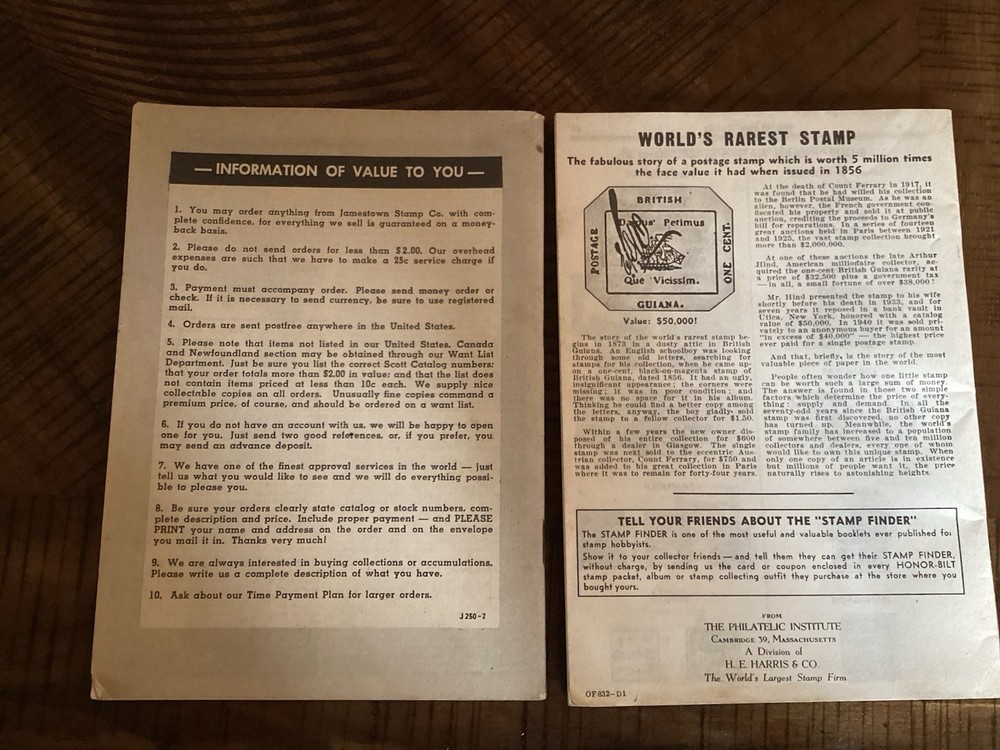 — INFORMATION OF VALUE TO YOU —
1. You may order anything from Jamestown Stamp Co. with com-
plete confidence, for everything we sell is guaranteed on a money-
back basis.
2. Please do not send orders for less than $2.00. Our overhead
expenses are such that we have to make a 25c service charge if
you do.
3. Payment must accompany order. Please send money order or
check. If it is necessary to send currency, be sure to use registered
mail.
4. Orders are sent postfree anywhere in the United States.
5. Please note that items not listed in our United States, Canada
and Newfoundland section may be obtained through our Want List
Department. Just be sure you list the correct Scott Catalog numbers;
that your order totals more than $2.00 in value; and that the list does
not contain items priced at less than 10c each. We supply nice
collectable copies on all orders. Unusually fine copies command a
premium price, of course, and should be ordered on a want list.
6. If you do not have an account with us, we will be happy to open
one for you. Just send two good references, or, if you prefer, you
may send an advance deposit.
7. We have one of the finest approval services in the world — just
tell us what you would like to see and we will do everything possi-
ble to please you.
8. Be sure your orders clearly state catalog or stock numbers, com-
plete description and price. Include proper payment — and PLEASE
PRINT your name and address on the order and on the envelope
you mail it in. Thanks very much!
9. We are always interested in buying collections or accumulations.
Please write us a complete description of what you have.
10. Ask about our Time Payment Plan for larger orders.
J 250-2
WORLD'S RAREST STAMP
The fabulous story of a postage stamp which is worth 5 million times
the face value it had when issued in 1856
BRITISH
POSTAGE
Petimus
Que Vicissim.
ONE CENT.
GUIANA.
Value: $50,000!
The story of the world's rarest stamp be-
gins in 1873 in a dusty attic in British
Guiana. An English schoolboy was looking
through some old letters, searching for
stamps for his collection, when he came up-
on a one-cent, black-on-magenta stamp of
British Guiana, dated 1856. It had an ugly,
insignificant appearance; the corners were
missing; it was in poor condition; and
there was no space for it in his album.
Thinking he could find a better copy among
the letters, anyway, the boy gladly sold
the stamp to a fellow collector for $1.50.
Within a few years the new owner dis-
posed of his entire collection for $600
through a dealer in Glasgow. The single
stamp was next sold to the eccentric Aus-
trian collector, Count Ferrary, for $750 and
was added to his great collection in Paris
where it was to remain for forty-four years.
At the death of Count Ferrary in 1917, it
was found that he had willed his collection
to the Berlin Postal Museum. As he was an
alien, however, the French government con-
fiscated his property and sold it at public
auction, crediting the proceeds to Germany's
bill for reparations. In a series of fourteen
great auctions held in Paris between 1921
and 1925, the vast stamp collection brought
more than $2,000,000.
At one of these auctions the late Arthur
Hind, American millionaire collector, ac-
quired the one-cent British Guiana rarity at
a price of $32,500 plus a government tax
— in all, a small fortune of over $38,000!
Mr. Hind presented the stamp to his wife
shortly before his death in 1933, and for
seven years it reposed in a bank vault in
Utica, New York, honored with a catalog
value of $50,000. In 1940 it was sold pri-
vately to an anonymous buyer for an amount
"in excess of $40,000" — the highest price
ever paid for a single postage stamp.
And that, briefly, is the story of the most
valuable piece of paper in the world.
People often wonder how one little stamp
can be worth such a large sum of money.
The answer is found in those two simple
factors which determine the price of every-
thing: supply and demand. In all the
seventy-odd years since the British Guiana
stamp was first discovered, no other copy
has turned up. Meanwhile, the world's
stamp family has increased to a population
of somewhere between five and ten million
collectors and dealers, every one of whom
would like to own this unique stamp. When
only one copy of an article is in existence
but millions of people want it, the price
naturally rises to astonishing heights.
TELL YOUR FRIENDS ABOUT THE "STAMP FINDER"
The STAMP FINDER is one of the most useful and valuable booklets ever published for
stamp hobbyists.
Show it to your collector friends — and tell them they can get their STAMP FINDER,
without charge, by sending us the card or coupon enclosed in every HONOR-BILT
stamp packet, album or stamp collecting outfit they purchase at the store where you
bought yours.
FROM
THE PHILATELIC INSTITUTE
CAMBRIDGE 39, MASSACHUSETTS
A Division of
H. E. HARRIS & CO.
The World's Largest Stamp Firm
OF832-D1